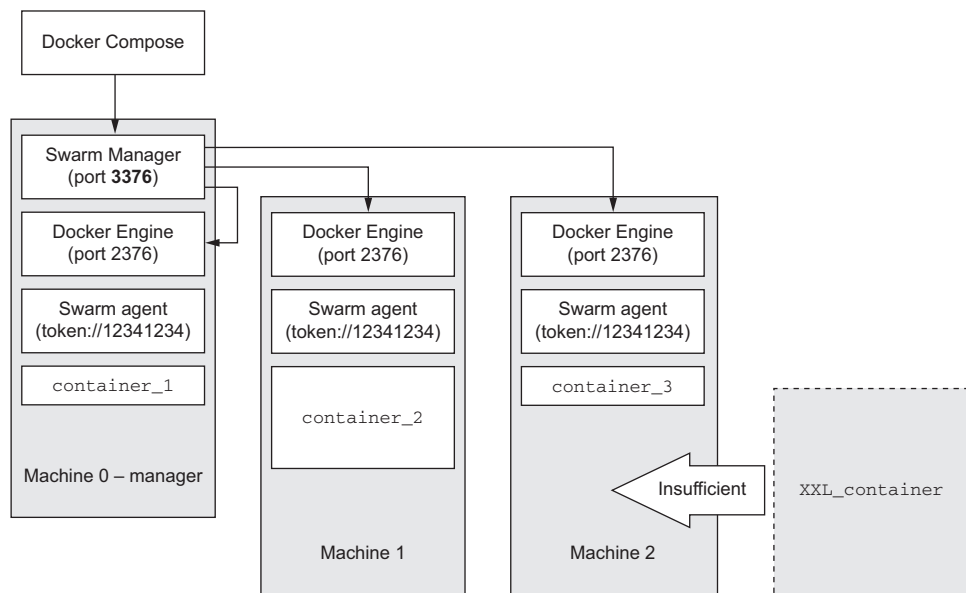 Docker Compose
Swarm Manager
(port 3376)
Docker Engine
(port 2376)
Swarm agent
(token://12341234)
container_1
Machine 0 – manager
Docker Engine
(port 2376)
Swarm agent
(token://12341234)
container_2
Machine 1
Docker Engine
(port 2376)
Swarm agent
(token://12341234)
container_3
Machine 2
Insufficient
XXL_container